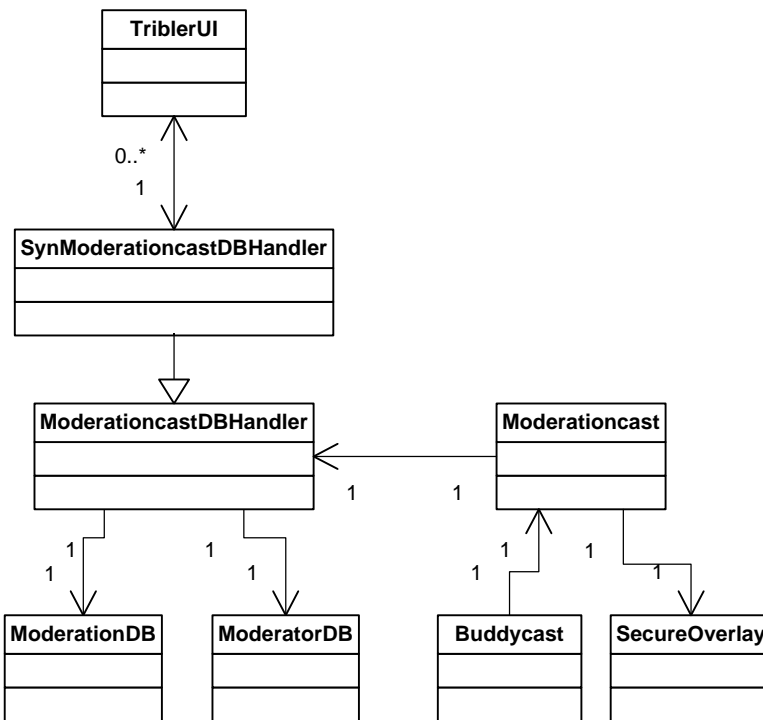 TriblerUI
0..*
1
SynModerationcastDBHandler
ModerationcastDBHandler
Moderationcast
1
1
1
1
1
1
1
1
1
1
ModerationDB
ModeratorDB
Buddycast
SecureOverlay